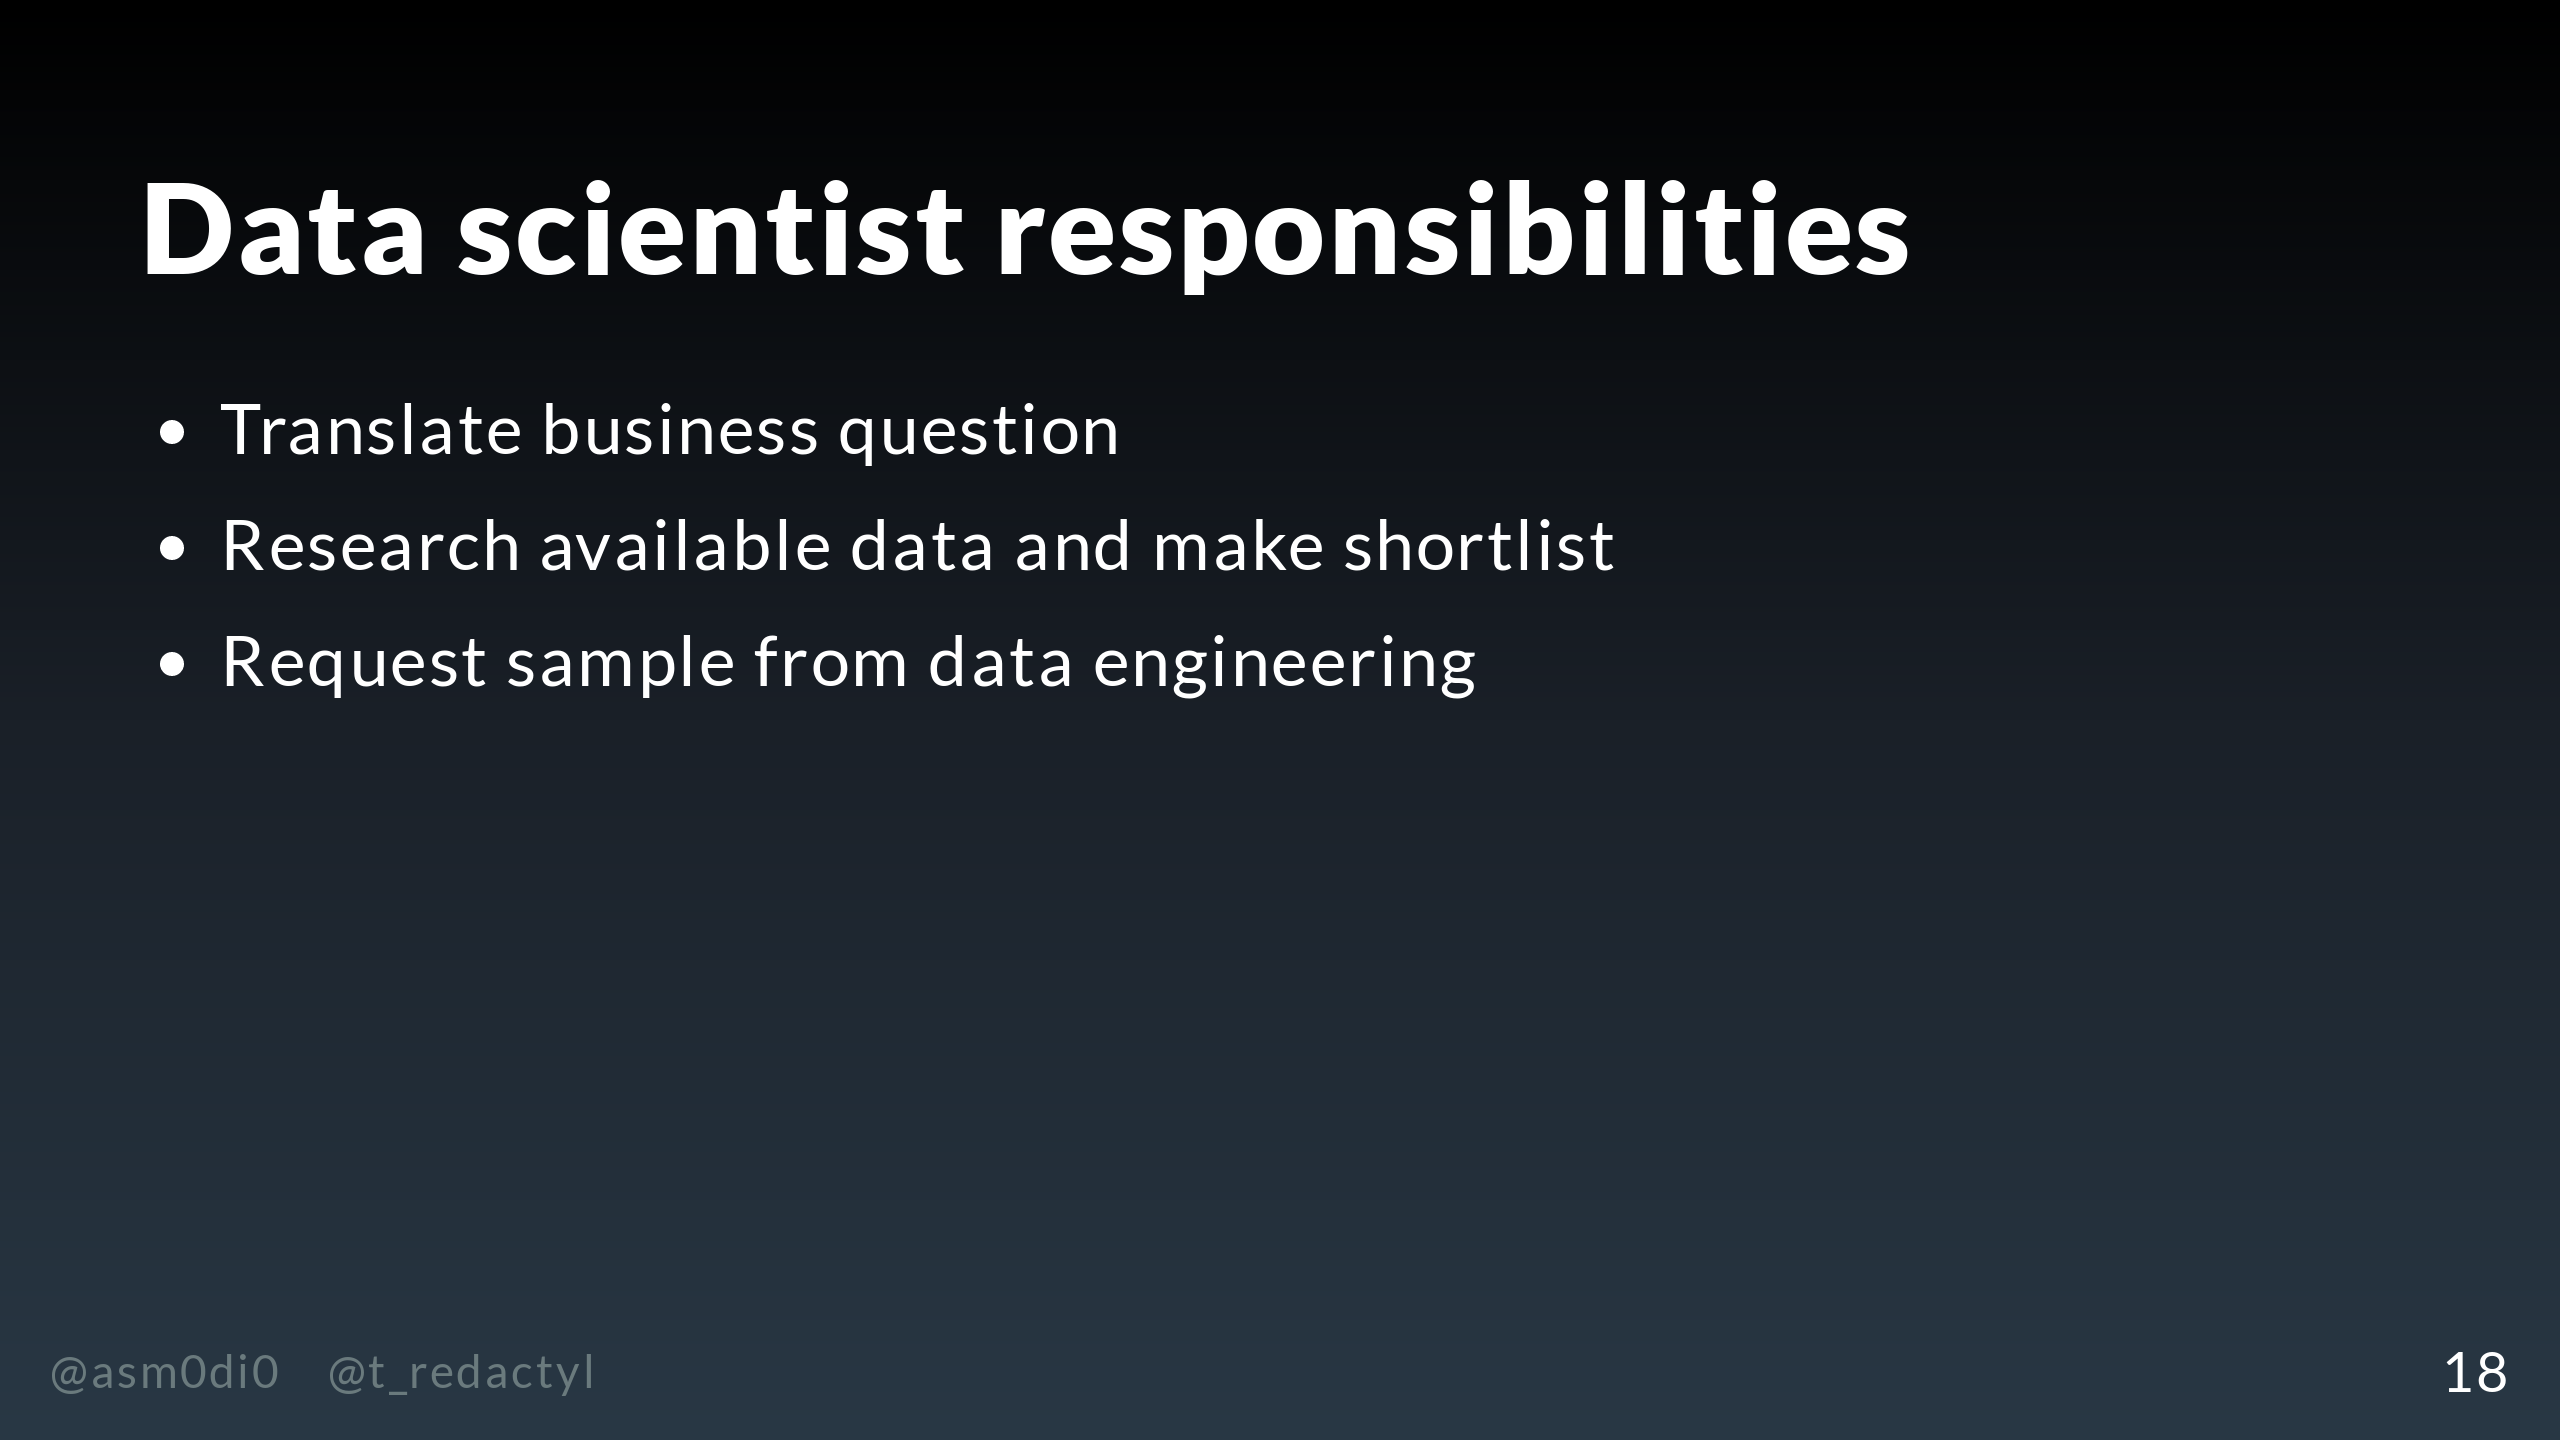 Data scientist responsibilities
• Translate business question
• Research available data and make shortlist
• Request sample from data engineering
@asm0di0 @t_redactyl
18